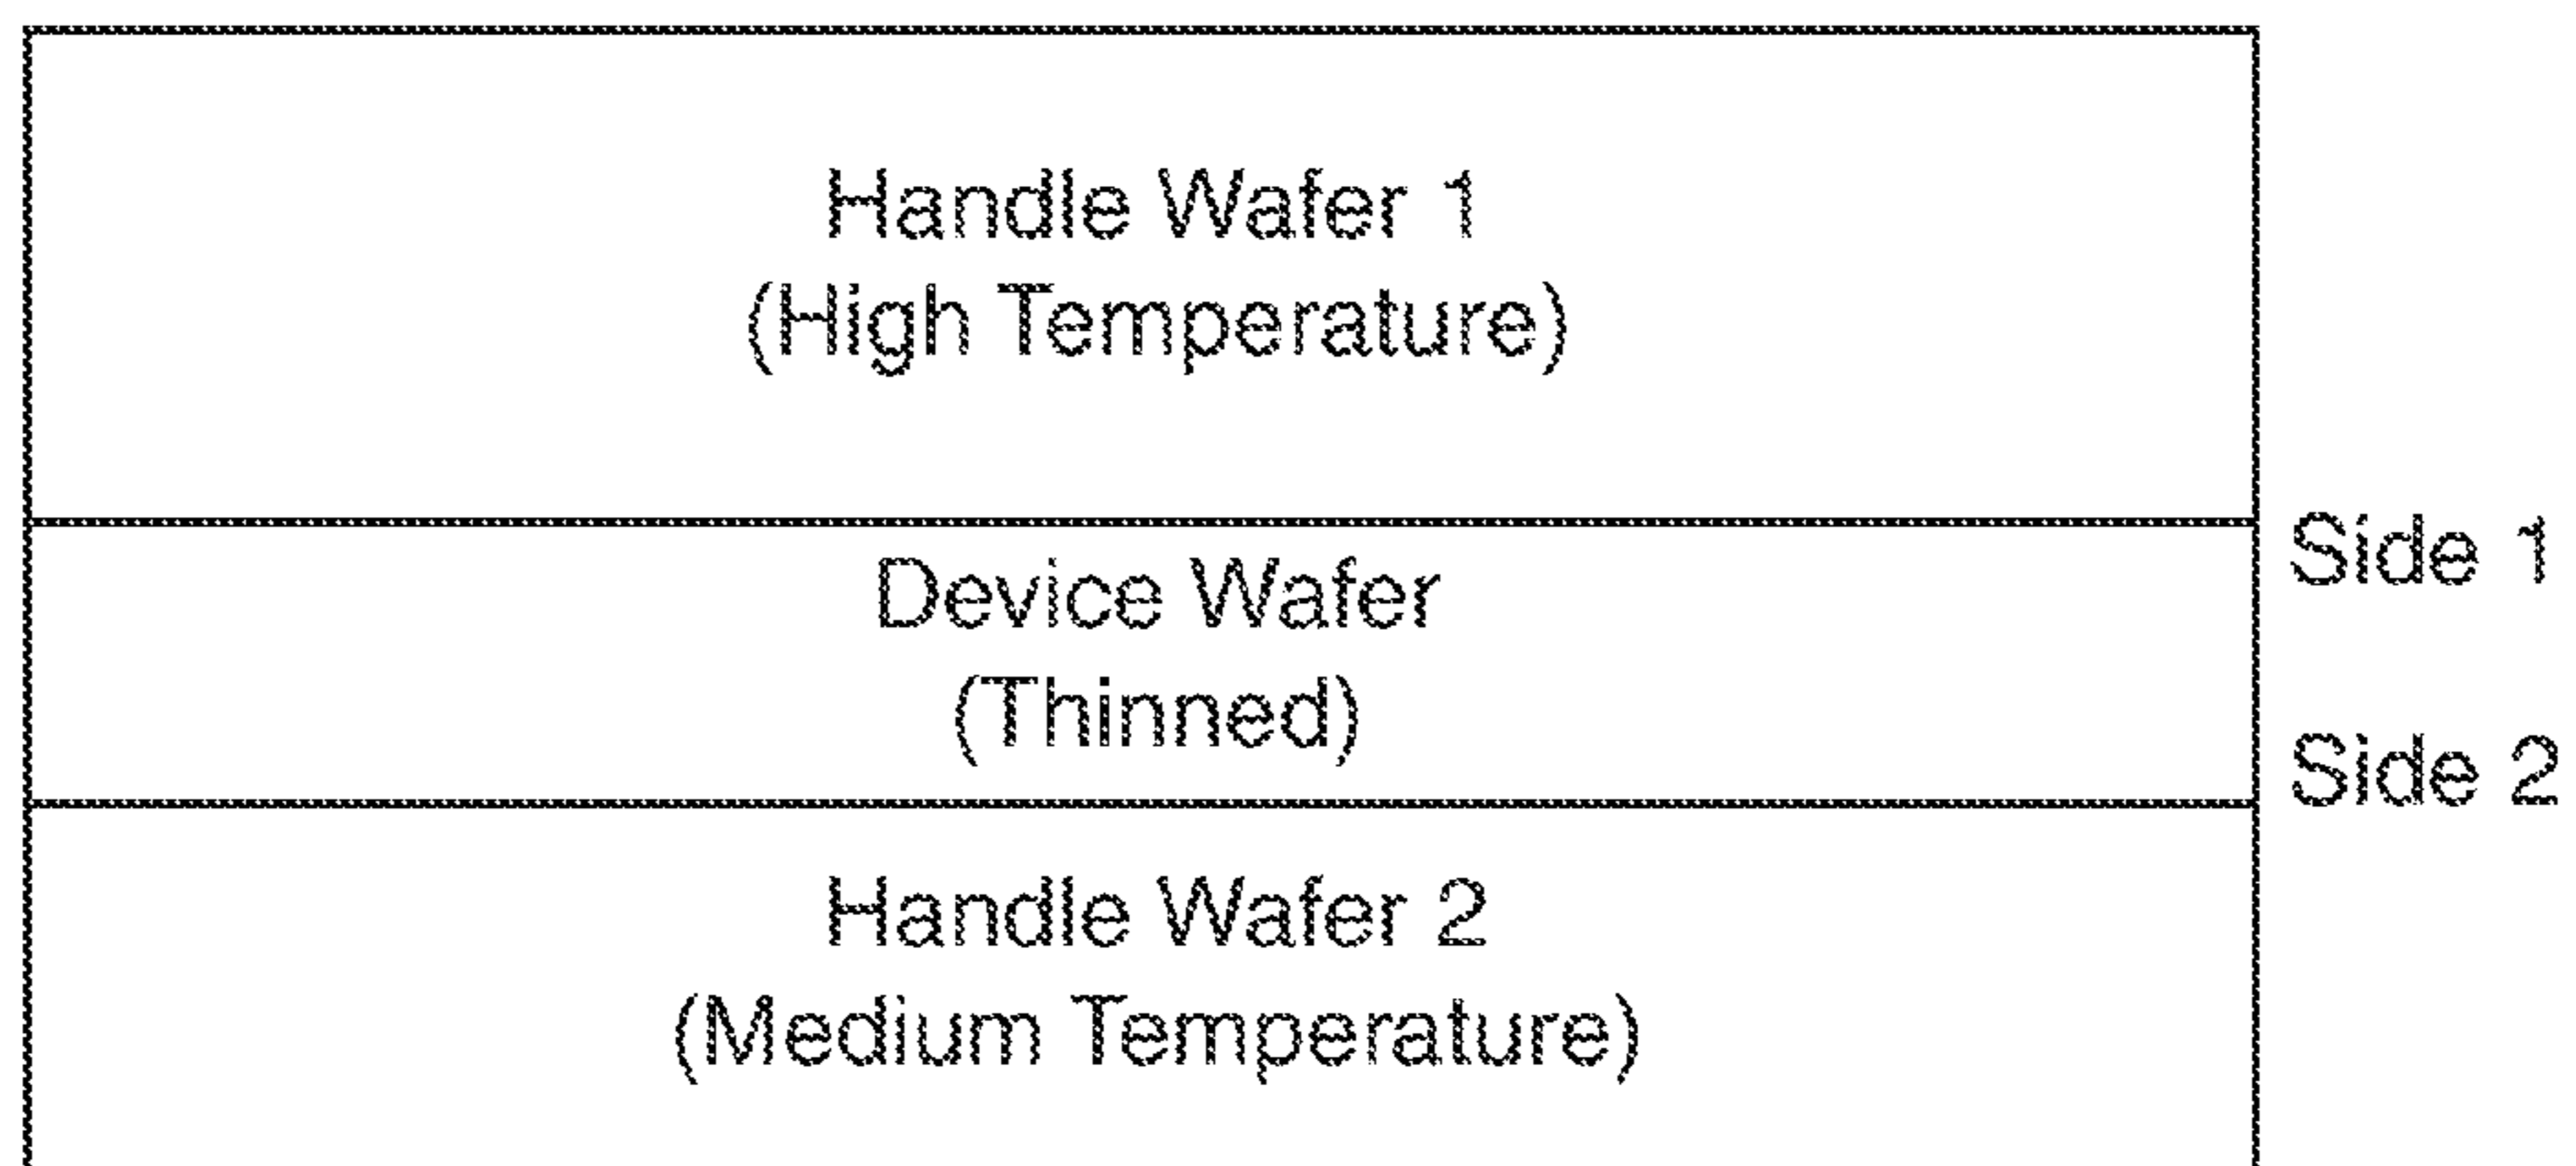 Handle Wafer 1
(High Temperature)
Side 1
Device Wafer
(Thinned)
Side 2
Handle Wafer 2
(Medium Temperature)